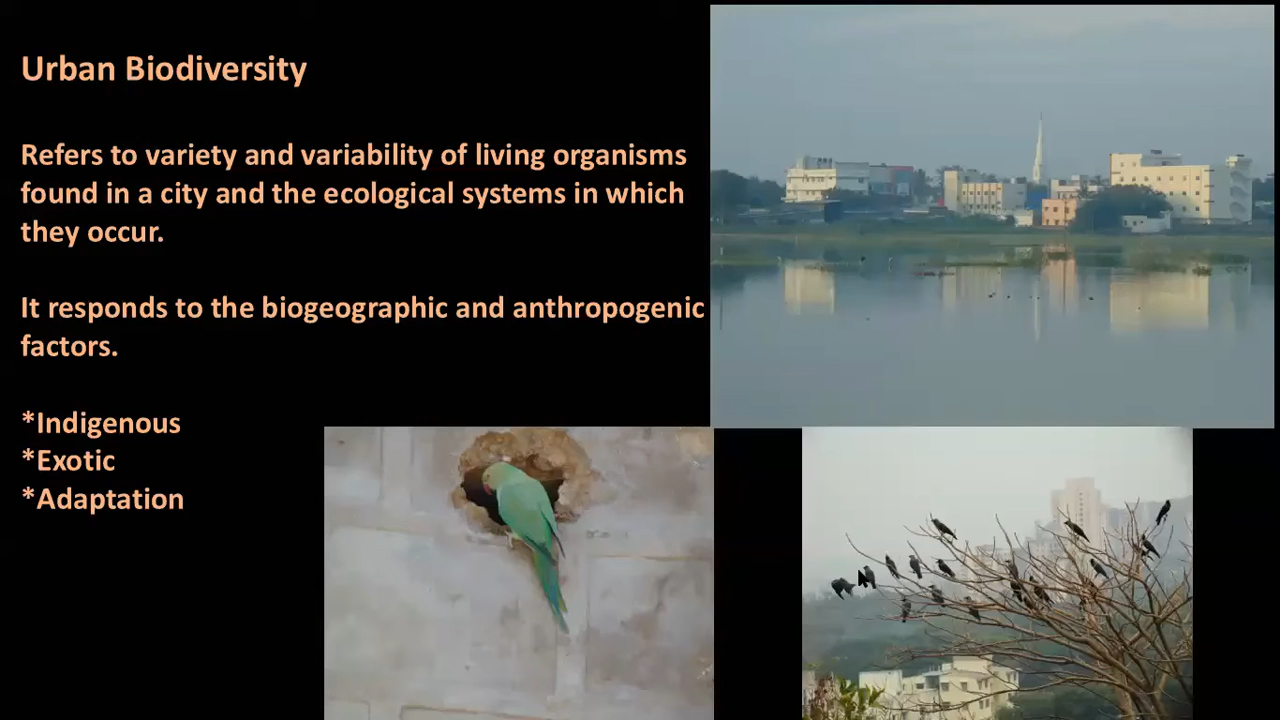 Urban Biodiversity
Refers to variety and variability of living organisms
found in a city and the ecological systems in which
they occur.
It responds to the biogeographic and anthropogenic
factors.
*Indigenous
*Exotic
*Adaptation